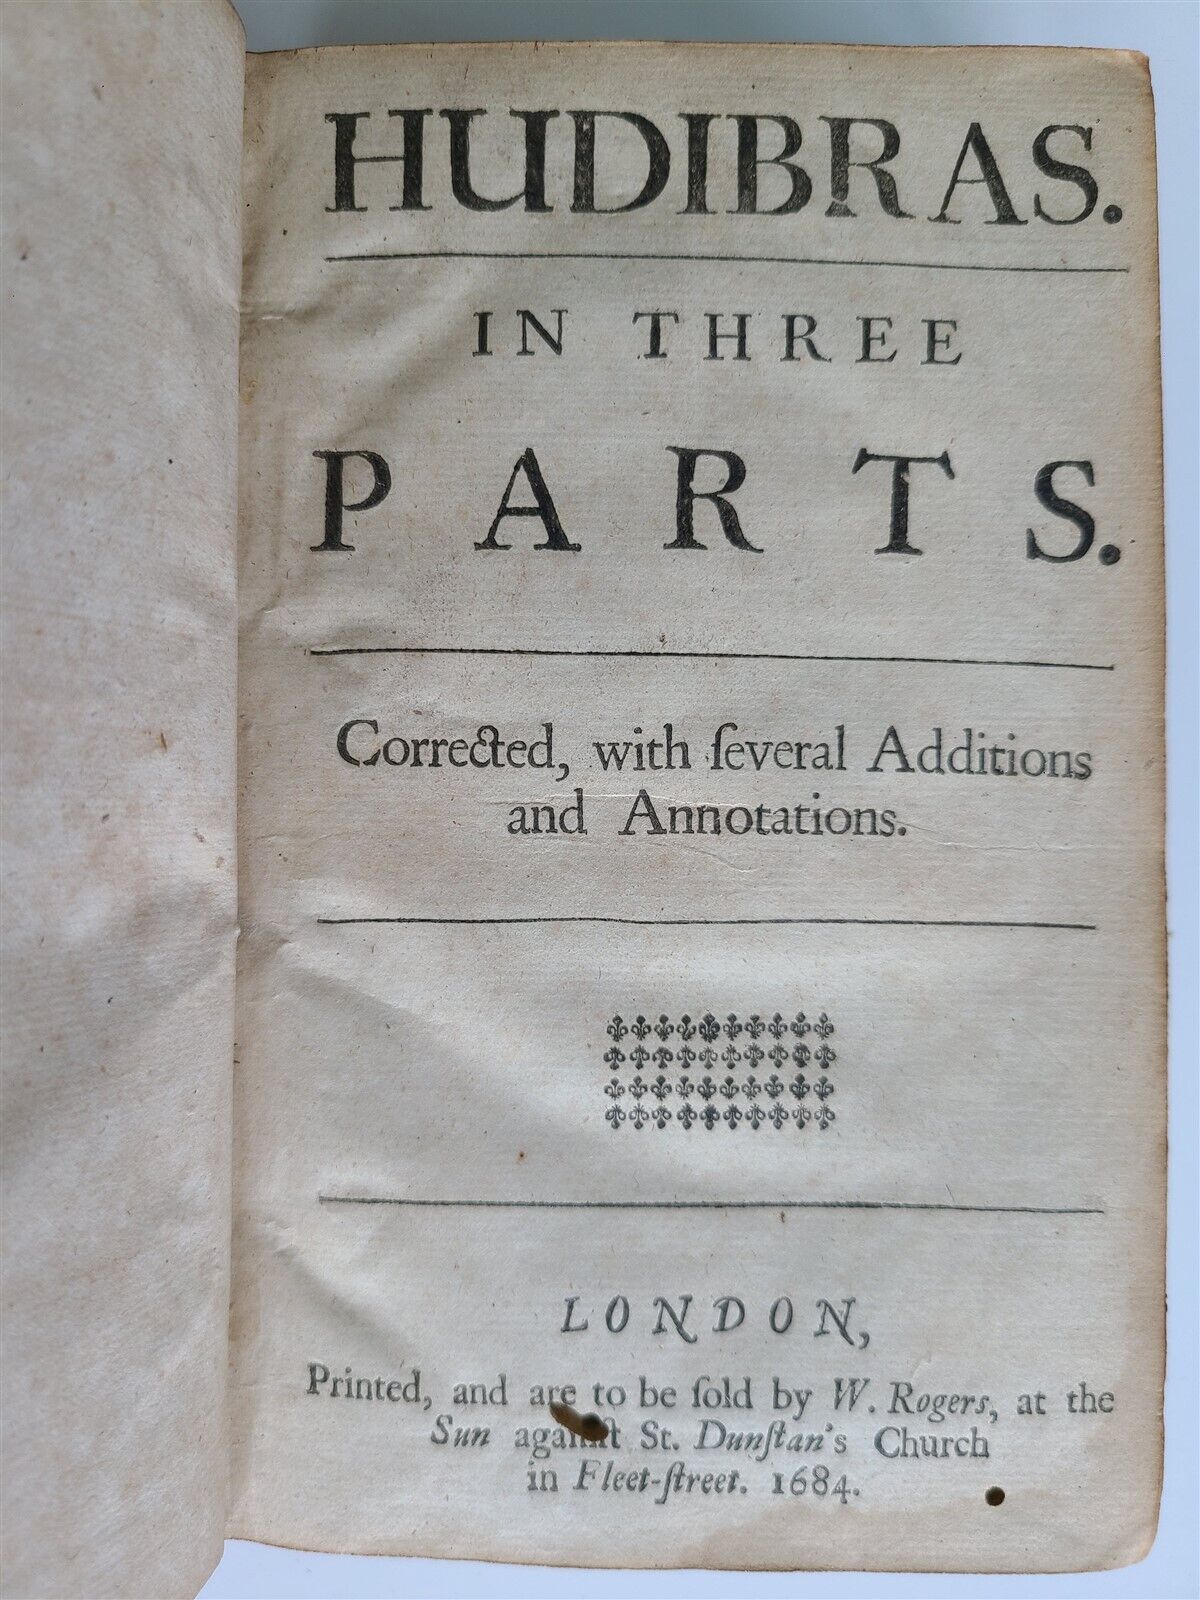 HUDIBRAS.
IN THREE
PARTS.
Corrected, with ſeveral Additions
and Annotations.
LONDON,
Printed, and are to be ſold by W. Rogers, at the
Sun againſt St. Dunſtan's Church
in Fleet-ſtreet. 1684.